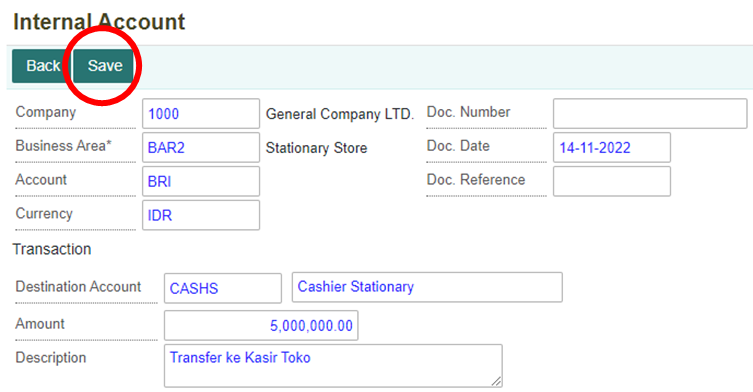 Internal Account
Back Save
Company 1000 General Company LTD. Doc. Number
Business Area* BAR2 Stationary Store Doc. Date 14-11-2022
Account BRI Doc. Reference
Currency IDR
Transaction
Destination Account CASHS Cashier Stationary
Amount 5,000,000.00
Description Transfer ke Kasir Toko